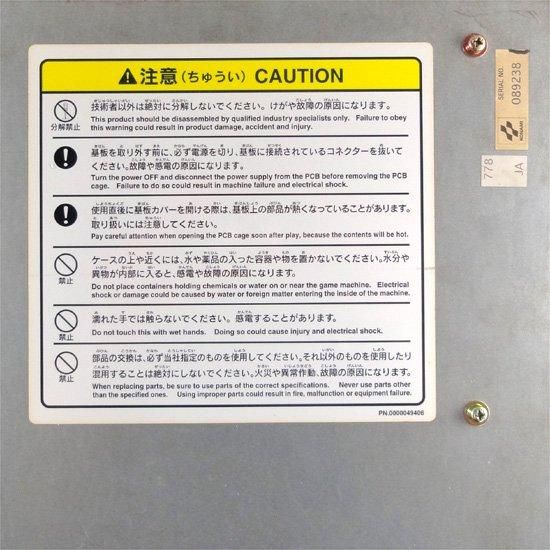 ⚠注意(ちゅうい) CAUTION
技術者以外は絶対に分解しないでください。けがや故障の原因になります。
分解禁止
This product should be disassembled by qualified industry specialists only. Failure to obey
this warning could result in product damage, accident and injury.
基板を取り外す前に、必ず電源を切り、基板に接続されているコネクターを抜いて
ください。故障や感電の原因になります。
Turn the power OFF and disconnect the power supply from the PCB before removing the PCB
cage. Failure to do so could result in machine failure and electrical shock.
使用直後に基板カバーを開ける際は、基板上の部品が熱くなっていることがあります。
取り扱いには注意してください。
Pay careful attention when opening the PCB cage soon after play, because the contents will be hot.
ケースの上や近くには、水や薬品の入った容器や物を置かないでください。水分や
異物が内部に入ると、感電や故障の原因になります。
禁止
Do not place containers holding chemicals or water on or near the game machine. Electrical
shock or damage could be caused by water or foreign matter entering the inside of the machine.
濡れた手では触らないでください。感電することがあります。
禁止
Do not touch this with wet hands. Doing so could cause injury and electrical shock.
部品の交換は、必ず当社指定のものを使用してください。それ以外のものを使用したり
混用することは絶対にしないでください。火災や異常作動、故障の原因になります。
禁止
When replacing parts, be sure to use parts of the correct specifications. Never use parts other
than the specified ones. Using improper parts could result in fire, malfunction or equipment failure.
PN.0000049406
SERIAL NO.
089238
KONAMI
778
JA